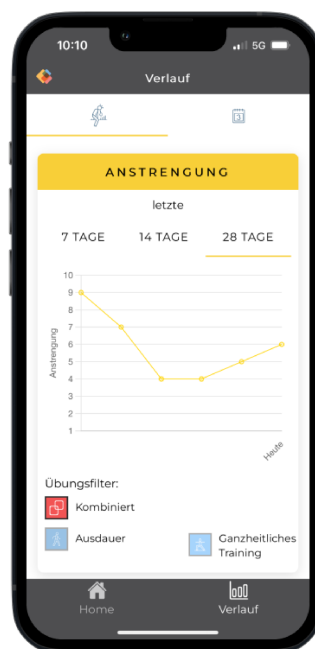 10:10
5G
Verlauf
3
ANSTRENGUNG
letzte
7 TAGE 14 TAGE 28 TAGE
10
9
8
7
6
5
4
3
2
1
Anstrengung
Heute
Übungsfilter:
Kombiniert
Ausdauer
Ganzheitliches
Training
Home
Verlauf